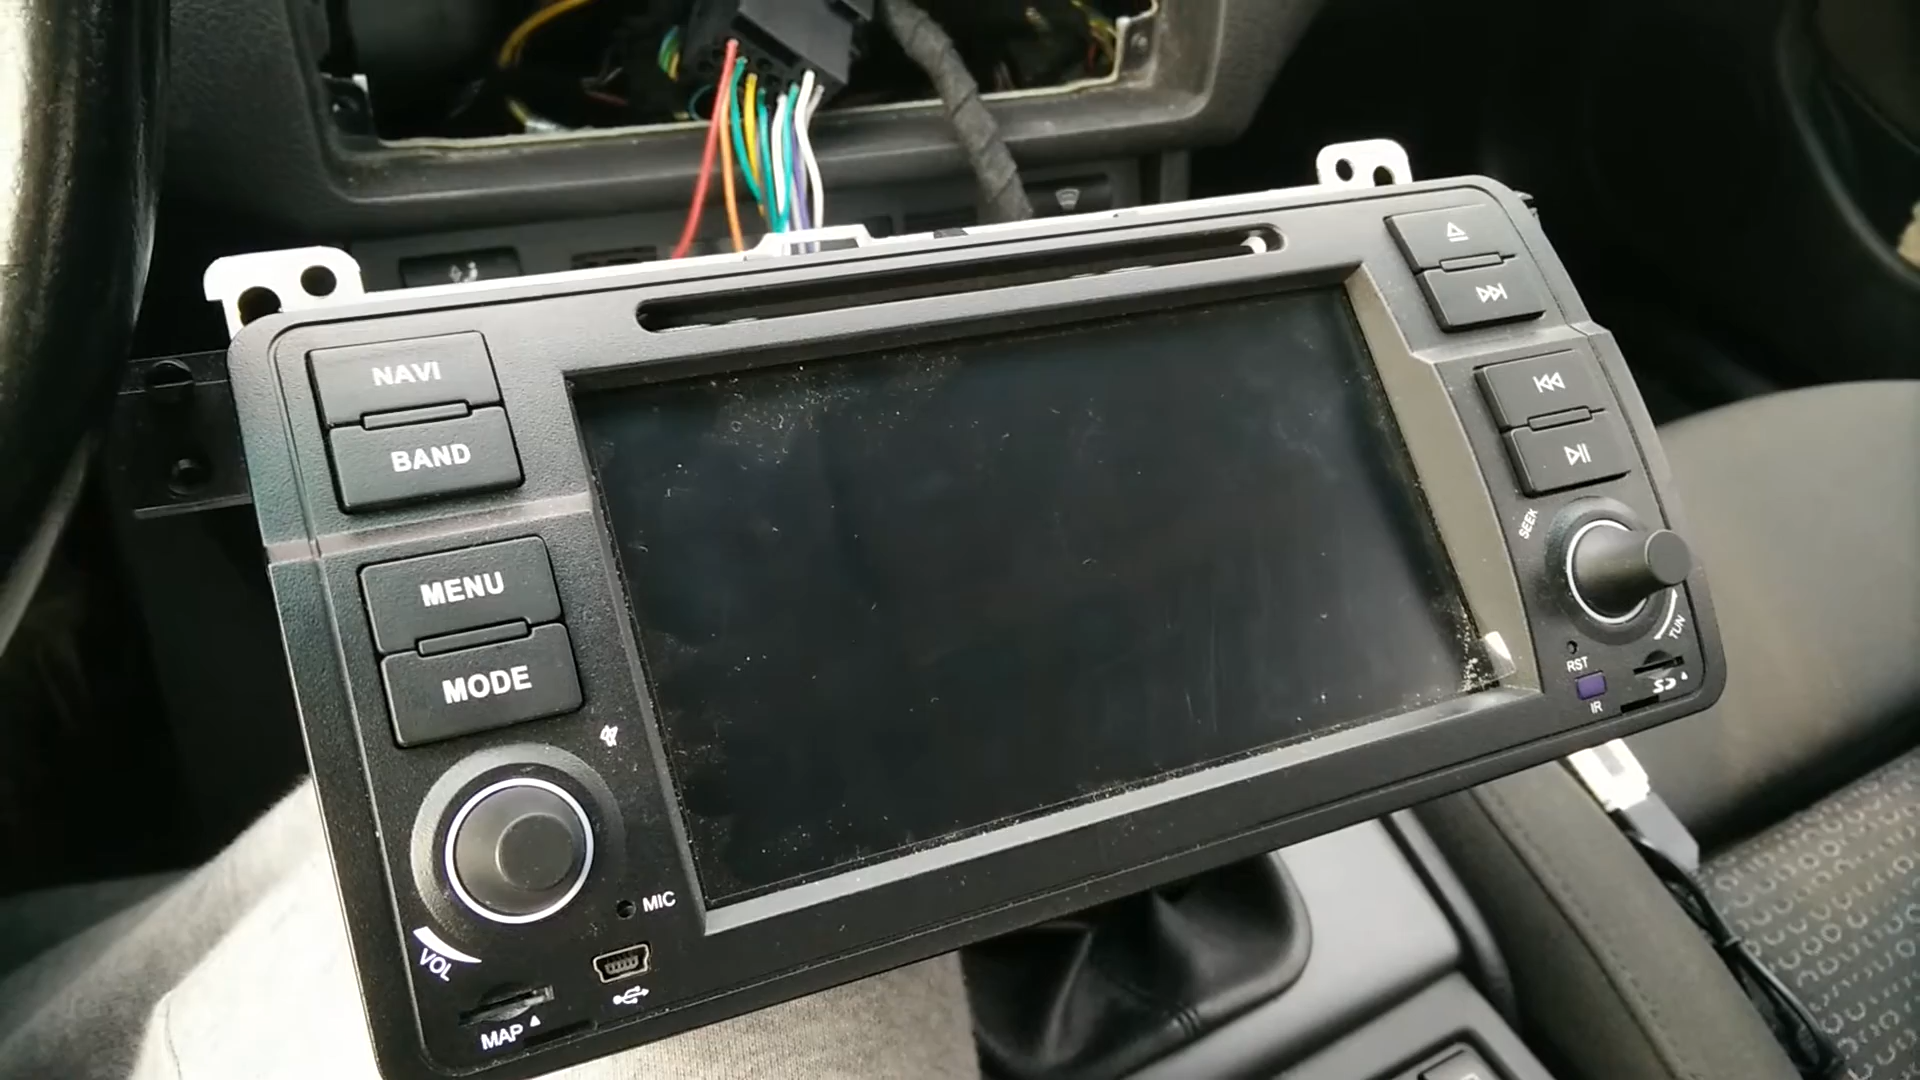 NAVI
BAND
MENU
MODE
VOL
MIC
MAP
SEEK
TUN
RST
IR
SD